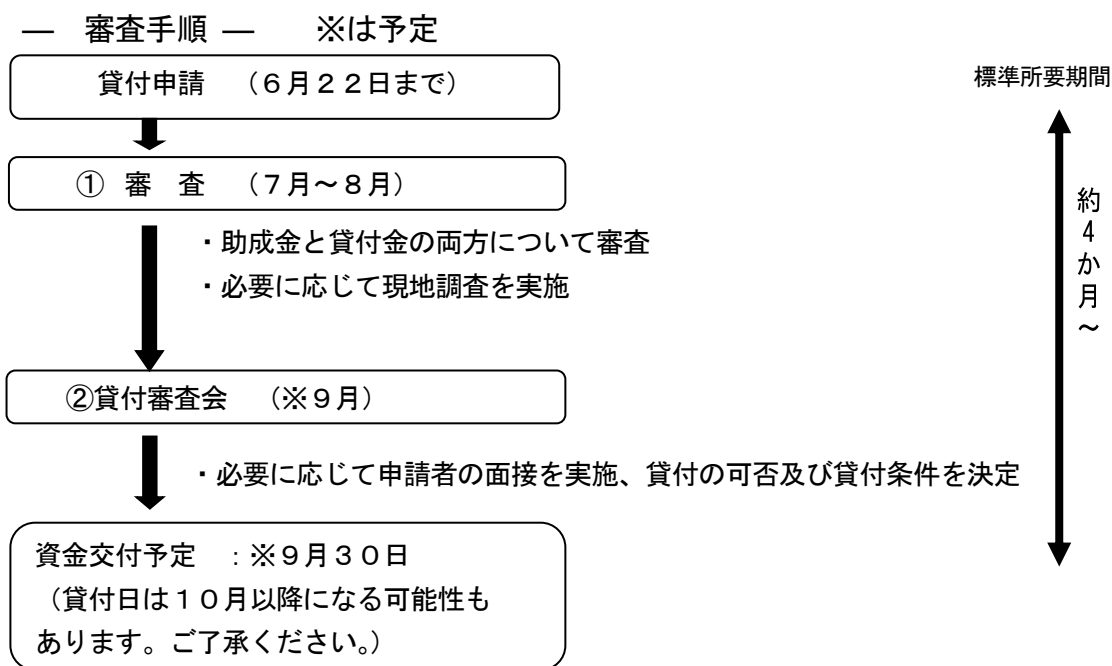 ― 審査手順 ― ※は予定
貸付申請 （６月２２日まで）
標準所要期間
① 審 査 （７月～８月）
・助成金と貸付金の両方について審査
・必要に応じて現地調査を実施
約4か月～
②貸付審査会 （※９月）
・必要に応じて申請者の面接を実施、貸付の可否及び貸付条件を決定
資金交付予定 ：※９月３０日
（貸付日は１０月以降になる可能性も
あります。ご了承ください。）